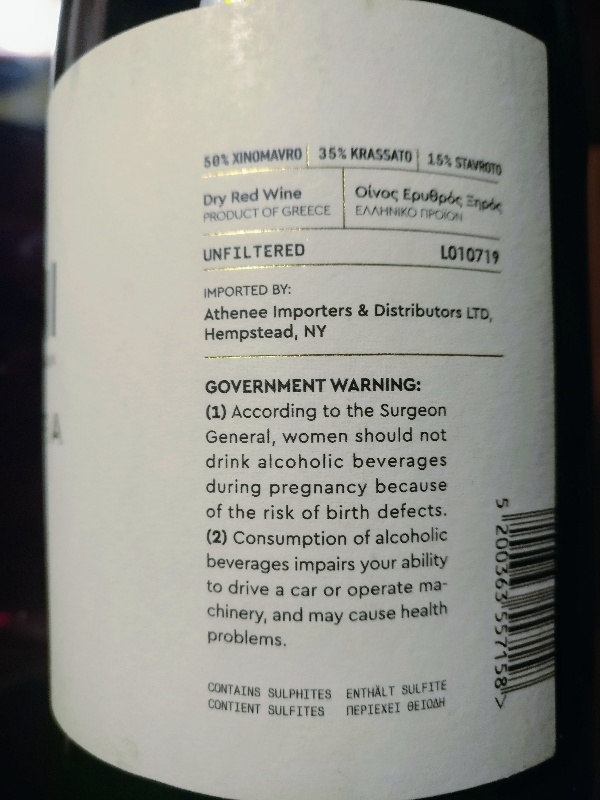 50% XINOMAVRO | 35% KRASSATO | 15% STAVROTO
Dry Red Wine
PRODUCT OF GREECE
Οίνος Ερυθρός Ξηρός
ΕΛΛΗΝΙΚΟ ΠΡΟΪΟΝ
UNFILTERED L010719
IMPORTED BY:
Athenee Importers & Distributors LTD,
Hempstead, NY
GOVERNMENT WARNING:
(1) According to the Surgeon
General, women should not
drink alcoholic beverages
during pregnancy because
of the risk of birth defects.
(2) Consumption of alcoholic
beverages impairs your ability
to drive a car or operate ma-
chinery, and may cause health
problems.
CONTAINS SULPHITES ENTHÄLT SULFITE
CONTIENT SULFITES ΠΕΡΙΕΧΕΙ ΘΕΙΩΔΗ
5 200363 557158>